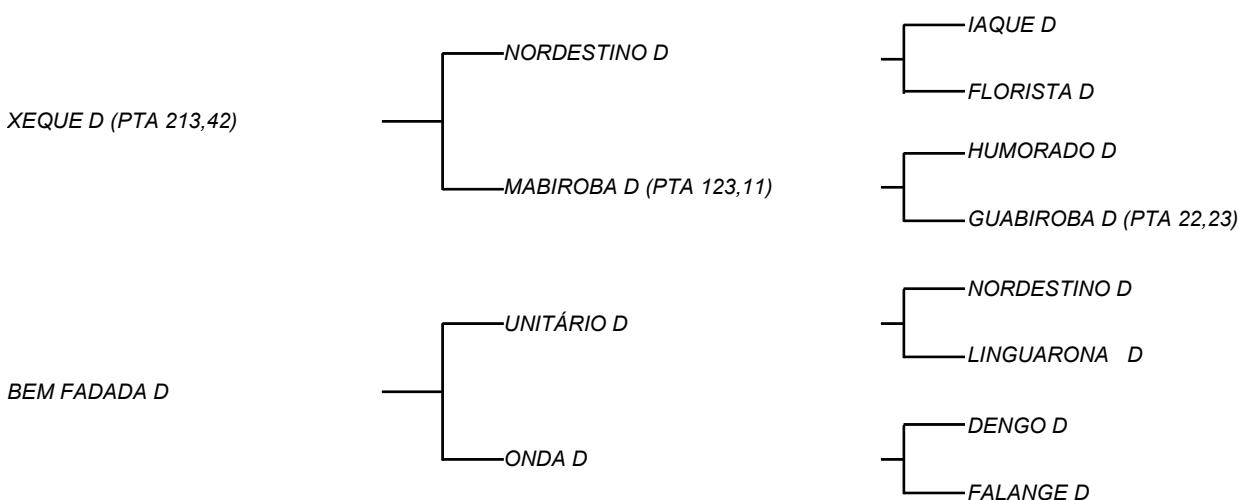 IAQUE D
NORDESTINO D
FLORISTA D
XEQUE D (PTA 213,42)
HUMORADO D
MABIROBA D (PTA 123,11)
GUABIROBA D (PTA 22,23)
NORDESTINO D
UNITÁRIO D
LINGUARONA D
BEM FADADA D
DENGO D
ONDA D
FALANGE D